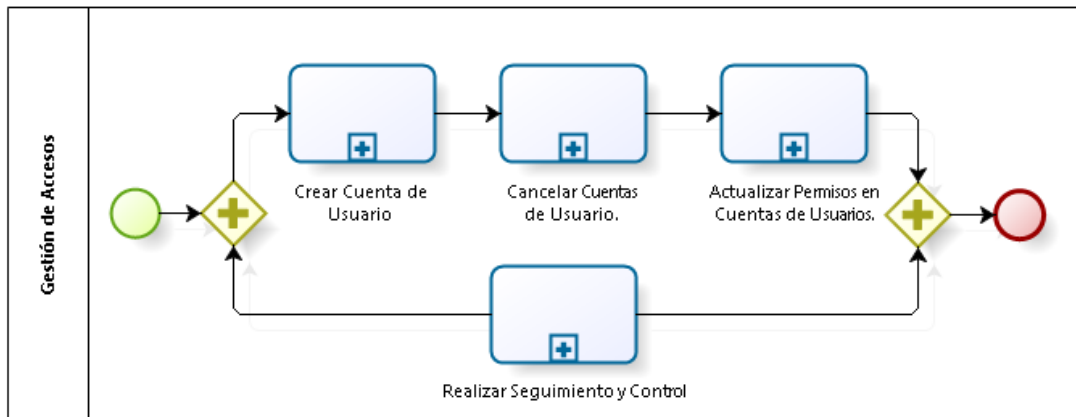 Gestión de Accesos
Crear Cuenta de
Usuario
Cancelar Cuentas
de Usuario.
Actualizar Permisos en
Cuentas de Usuarios.
Realizar Seguimiento y Control